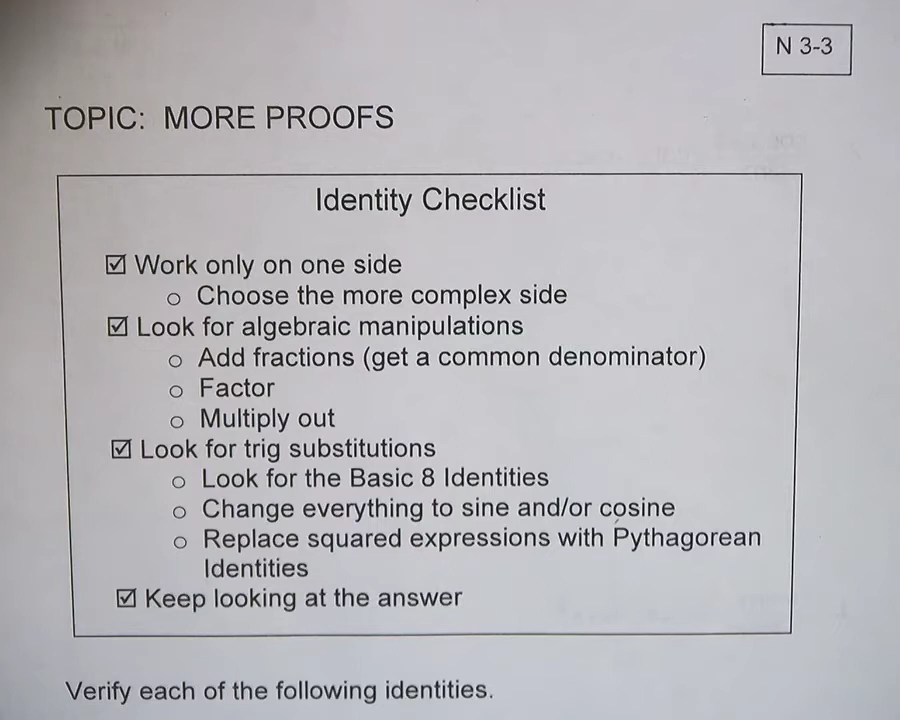 N 3-3
TOPIC: MORE PROOFS
Identity Checklist
☑ Work only on one side
o Choose the more complex side
☑ Look for algebraic manipulations
o Add fractions (get a common denominator)
o Factor
o Multiply out
☑ Look for trig substitutions
o Look for the Basic 8 Identities
o Change everything to sine and/or cosine
o Replace squared expressions with Pythagorean
Identities
☑ Keep looking at the answer
Verify each of the following identities.